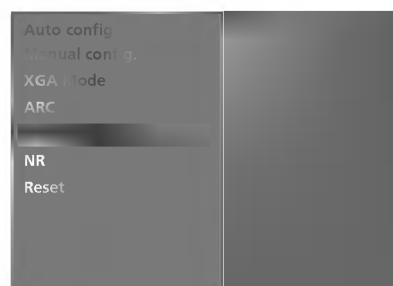 Auto config
Manual config.
XGA Mode
ARC
NR
Reset